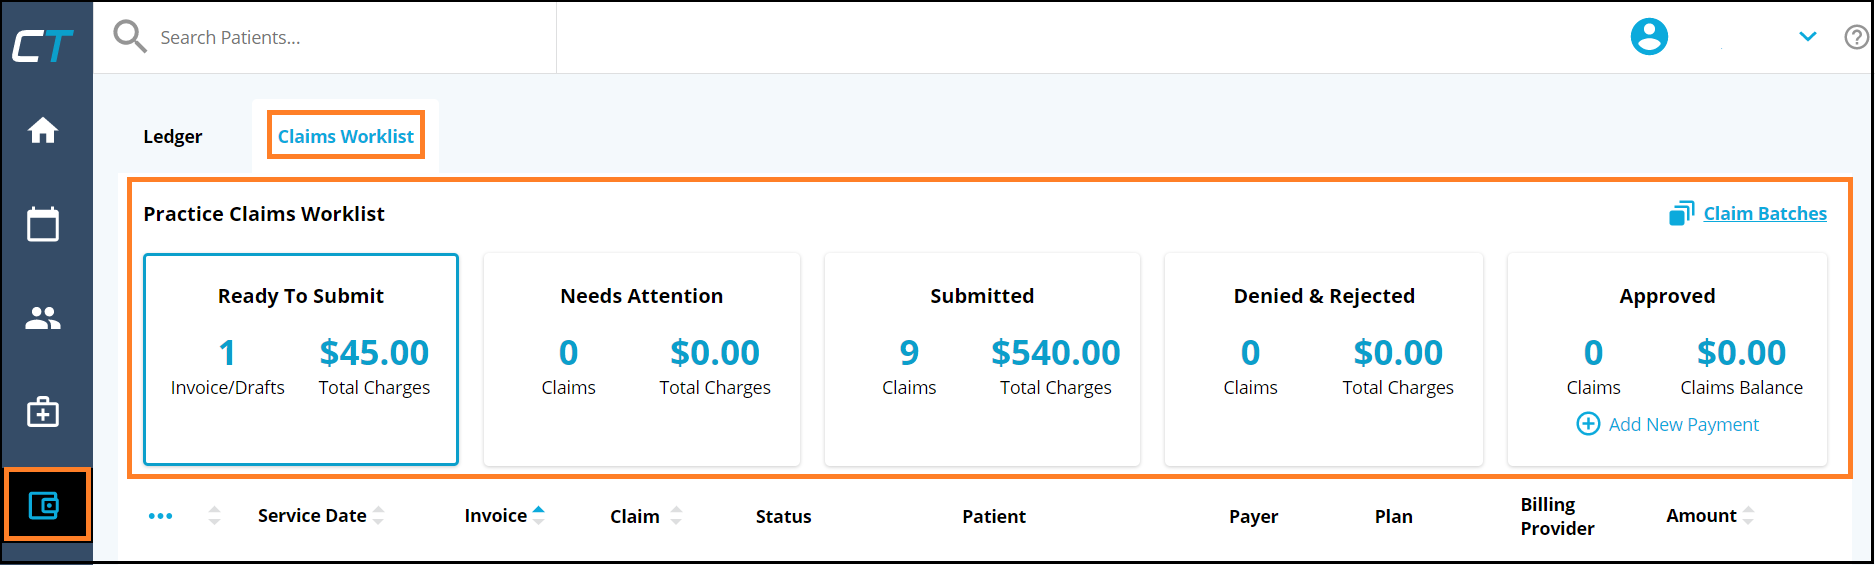 CT
Search Patients...
Ledger
Claims Worklist
Practice Claims Worklist
Claim Batches
Ready To Submit
1
$45.00
Invoice/Drafts
Total Charges
Needs Attention
0
$0.00
Claims
Total Charges
Submitted
9
$540.00
Claims
Total Charges
Denied & Rejected
0
$0.00
Claims
Total Charges
Approved
0
$0.00
Claims
Claims Balance
Add New Payment
Service Date
Invoice
Claim
Status
Patient
Payer
Plan
Billing
Provider
Amount